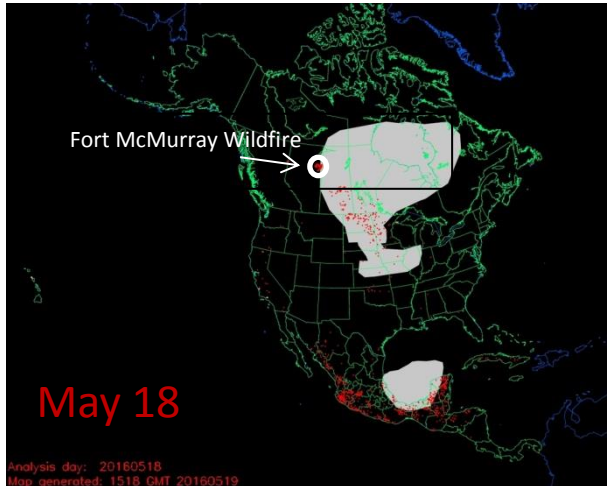 Fort McMurray Wildfire
May 18
Analysis day: 20160518
Map generated: 1518 GMT 20160519